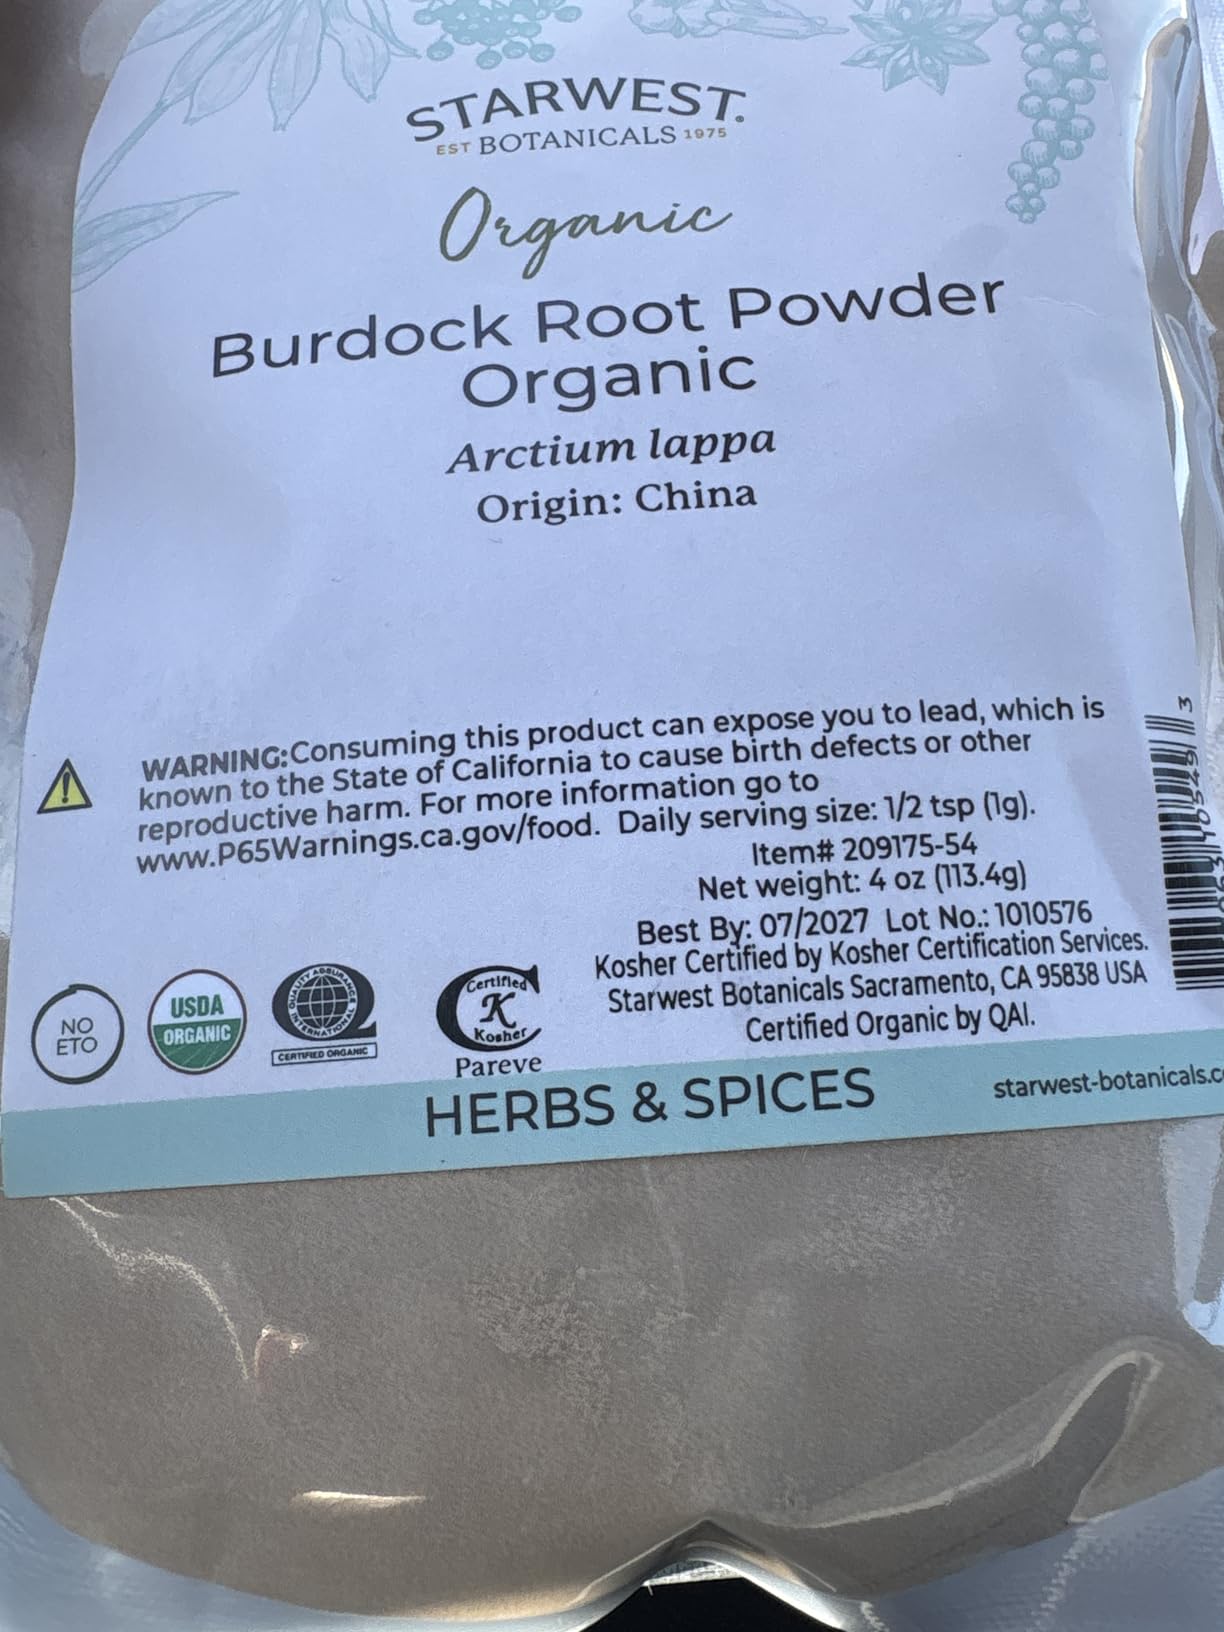 STARWEST®
EST BOTANICALS 1975
Organic
Burdock Root Powder
Organic
Arctium lappa
Origin: China
WARNING:Consuming this product can expose you to lead, which is
known to the State of California to cause birth defects or other
reproductive harm. For more information go to
www.P65Warnings.ca.gov/food. Daily serving size: 1/2 tsp (1g).
Item# 209175-54
Net weight: 4 oz (113.4g)
Best By: 07/2027 Lot No.: 1010576
Kosher Certified by Kosher Certification Services.
Starwest Botanicals Sacramento, CA 95838 USA
Certified Organic by QAI.
NO
ETO
USDA
ORGANIC
QUALITY ASSURANCE
INTERNATIONAL
CERTIFIED ORGANIC
Certified
K
Kosher
Pareve
HERBS & SPICES
starwest-botanicals.c